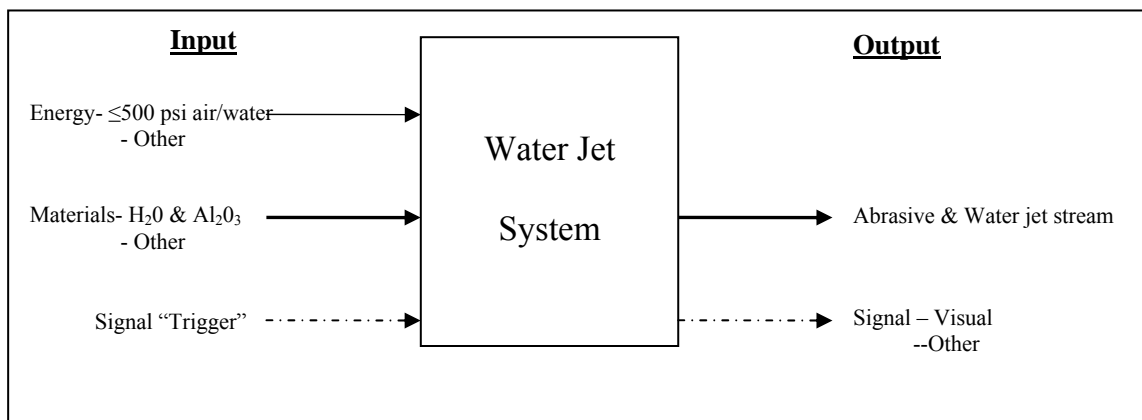 Input
Energy- ≤500 psi air/water
- Other
Materials- H₂0 & Al₂0₃
- Other
Signal “Trigger”
Water Jet
System
Output
Abrasive & Water jet stream
Signal – Visual
--Other